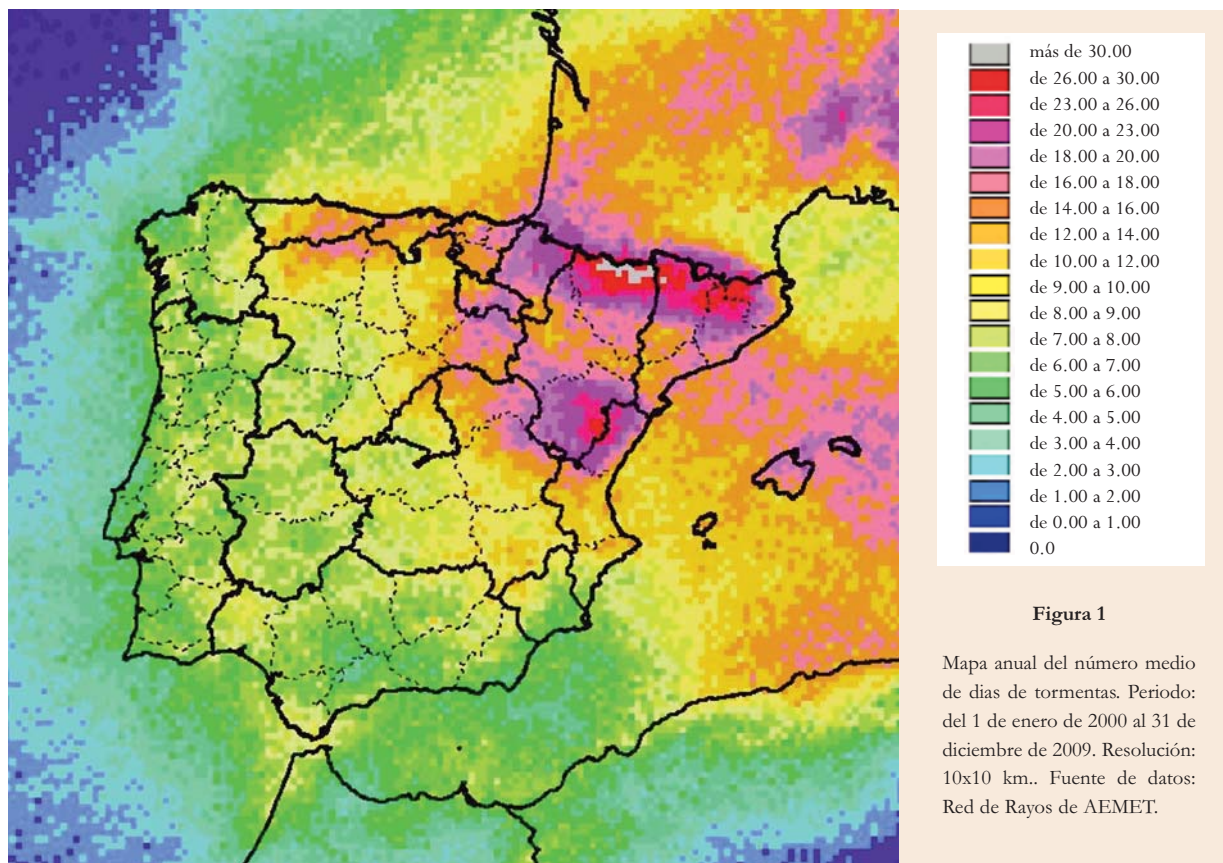 más de 30.00
de 26.00 a 30.00
de 23.00 a 26.00
de 20.00 a 23.00
de 18.00 a 20.00
de 16.00 a 18.00
de 14.00 a 16.00
de 12.00 a 14.00
de 10.00 a 12.00
de 9.00 a 10.00
de 8.00 a 9.00
de 7.00 a 8.00
de 6.00 a 7.00
de 5.00 a 6.00
de 4.00 a 5.00
de 3.00 a 4.00
de 2.00 a 3.00
de 1.00 a 2.00
de 0.00 a 1.00
0.0
Figura 1
Mapa anual del número medio
de dias de tormentas. Periodo:
del 1 de enero de 2000 al 31 de
diciembre de 2009. Resolución:
10x10 km.. Fuente de datos:
Red de Rayos de AEMET.